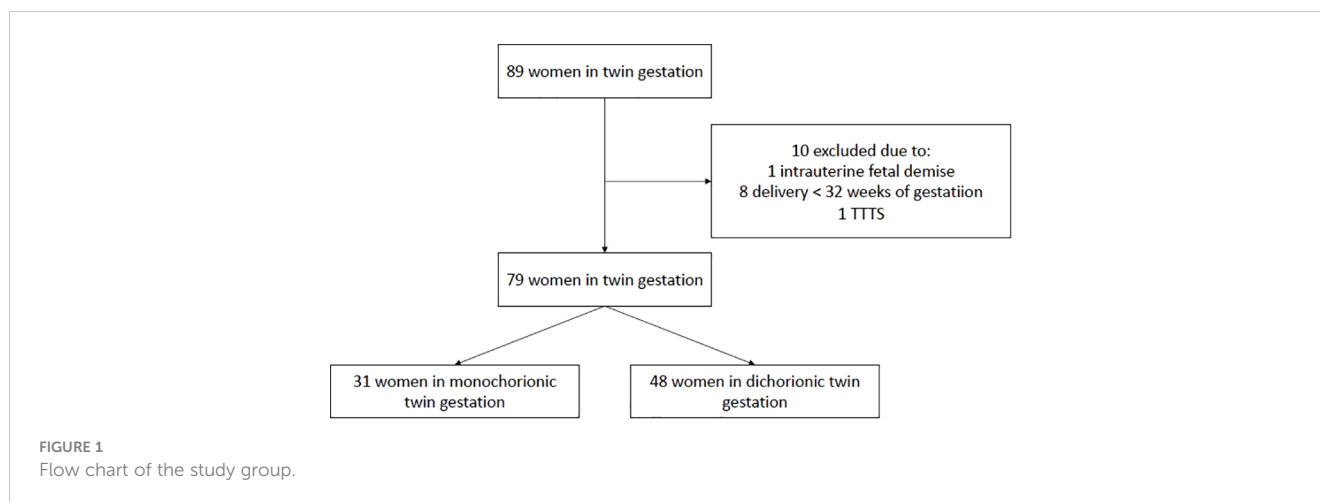 89 women in twin gestation
10 excluded due to:
1 intrauterine fetal demise
8 delivery < 32 weeks of gestatiion
1 TTTS
79 women in twin gestation
31 women in monochorionic
twin gestation
48 women in dichorionic twin
gestation
FIGURE 1
Flow chart of the study group.